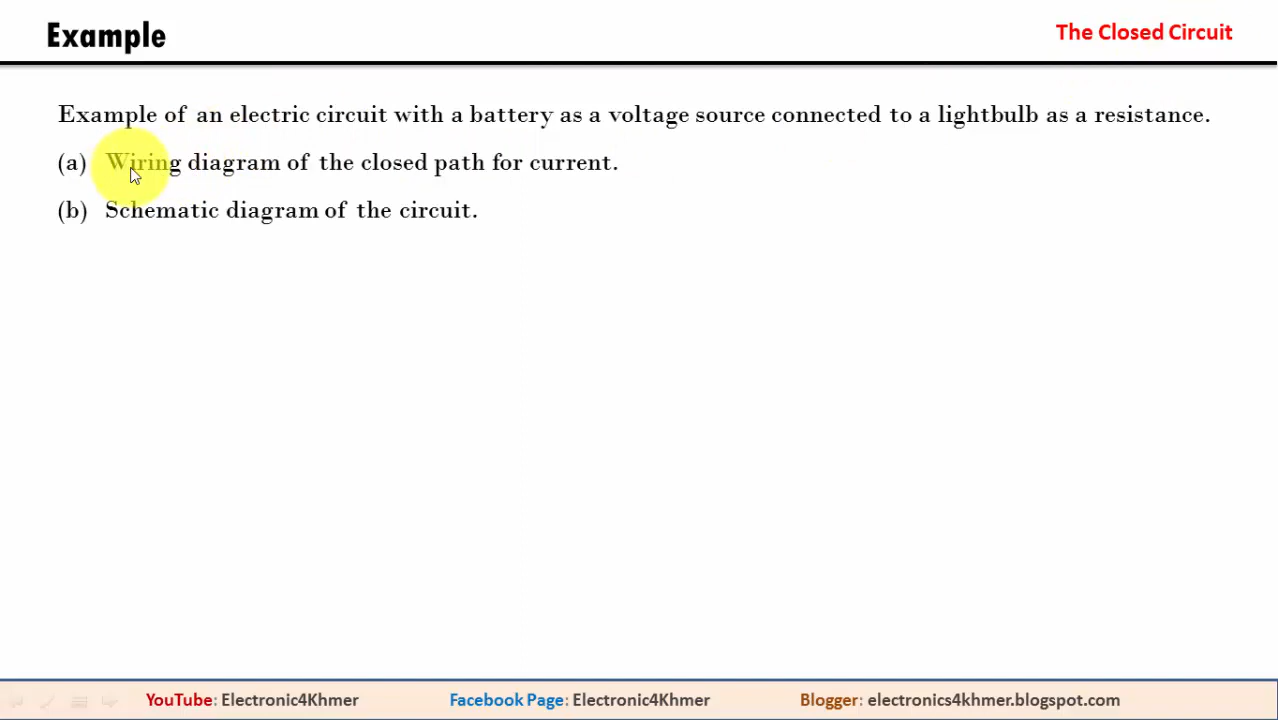 Example
The Closed Circuit
Example of an electric circuit with a battery as a voltage source connected to a lightbulb as a resistance.
(a) Wiring diagram of the closed path for current.
(b) Schematic diagram of the circuit.
YouTube: Electronic4Khmer Facebook Page: Electronic4Khmer Blogger: electronics4khmer.blogspot.com